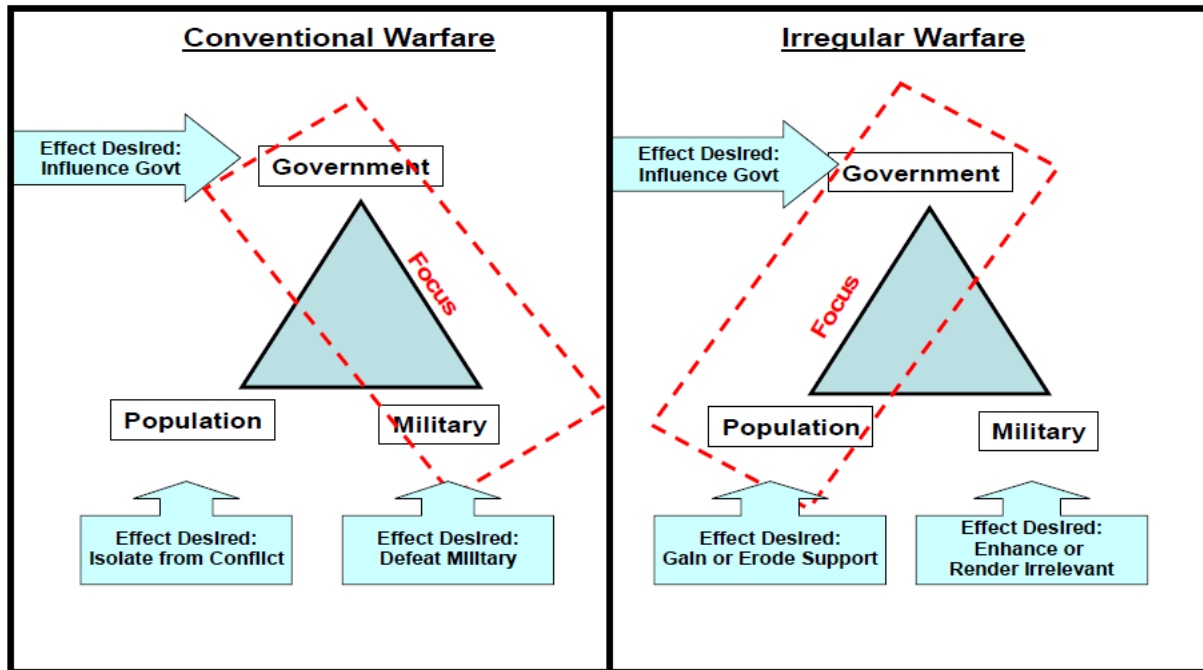 Conventional Warfare
Effect Desired:
Influence Govt
Government
Focus
Population
Military
Effect Desired:
Isolate from Conflict
Effect Desired:
Defeat Military
Irregular Warfare
Effect Desired:
Influence Govt
Government
Focus
Population
Military
Effect Desired:
Gain or Erode Support
Effect Desired:
Enhance or
Render Irrelevant